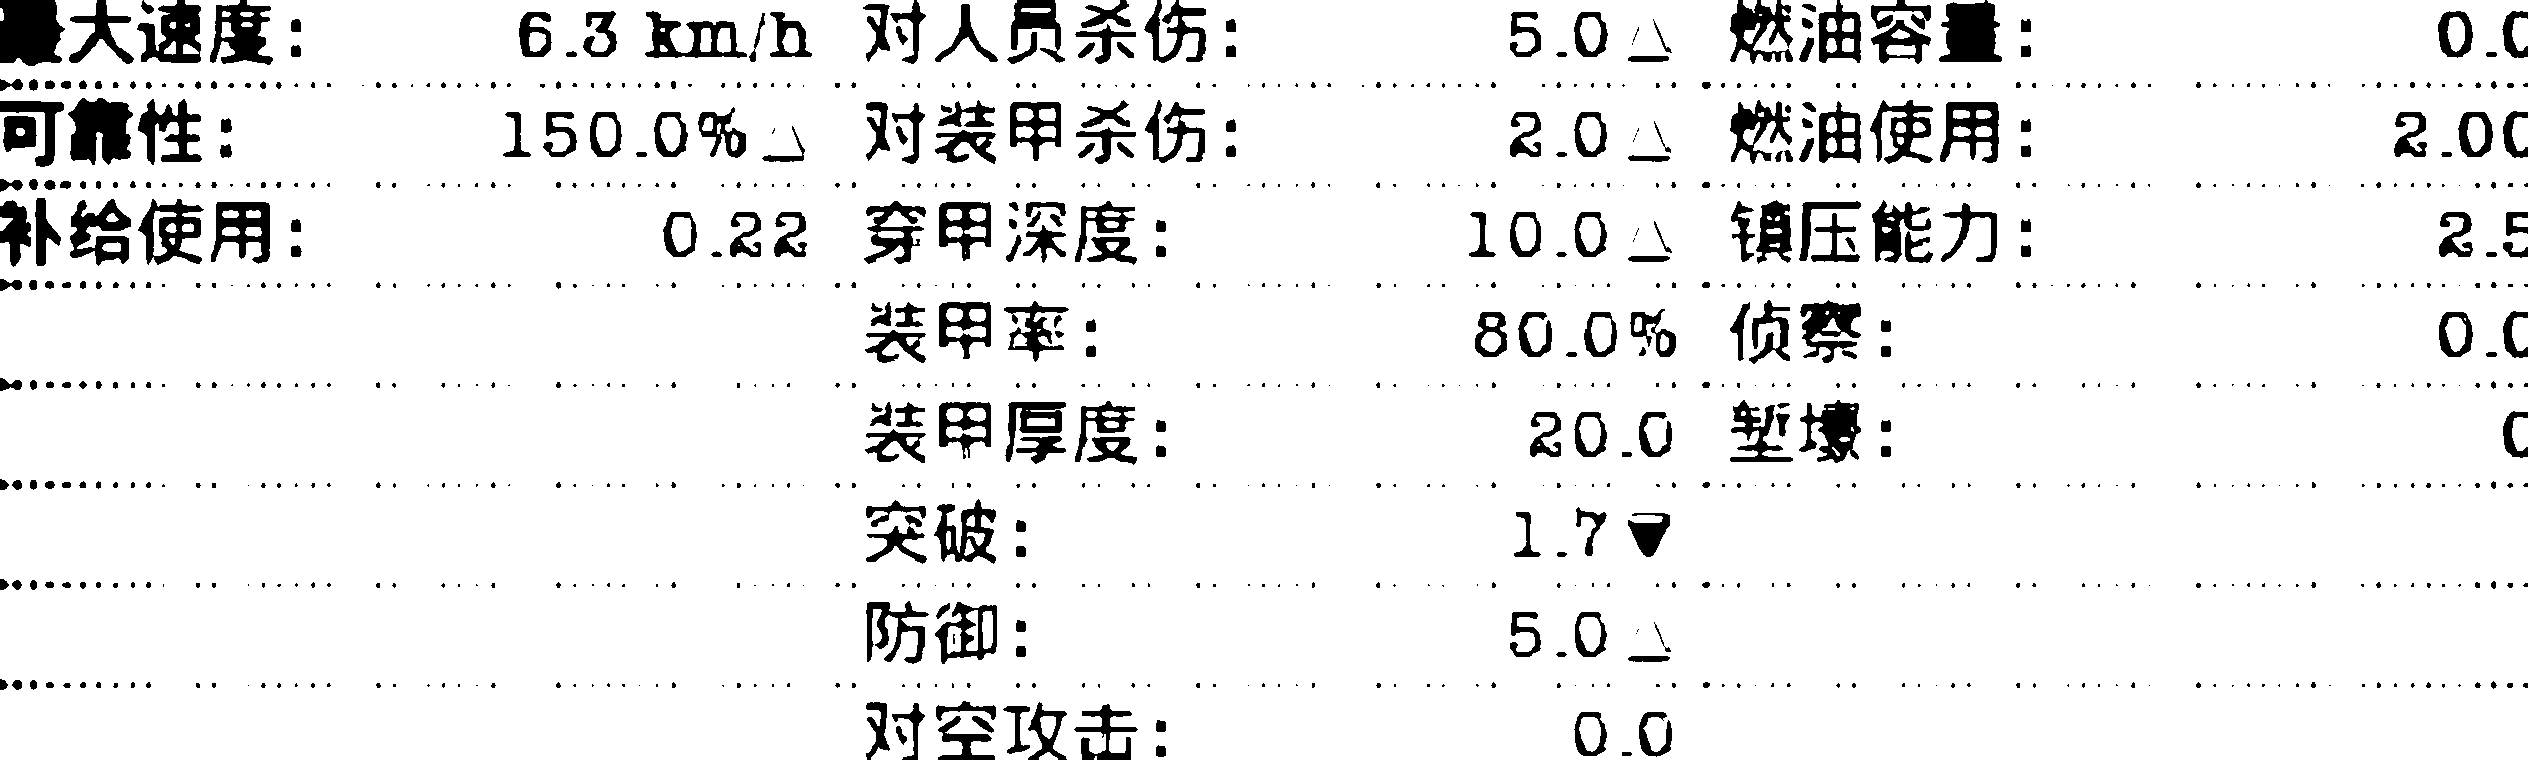 最大速度: 6.3 km/h 对人员杀伤: 5.0 △ 燃油容量: 0.0
可靠性: 150.0% △ 对装甲杀伤: 2.0 △ 燃油使用: 2.00
补给使用: 0.22 穿甲深度: 10.0 △ 镇压能力: 2.5
装甲率: 80.0% 侦察: 0.0
装甲厚度: 20.0 堑壕: 0
突破: 1.7 ▼
防御: 5.0 △
对空攻击: 0.0